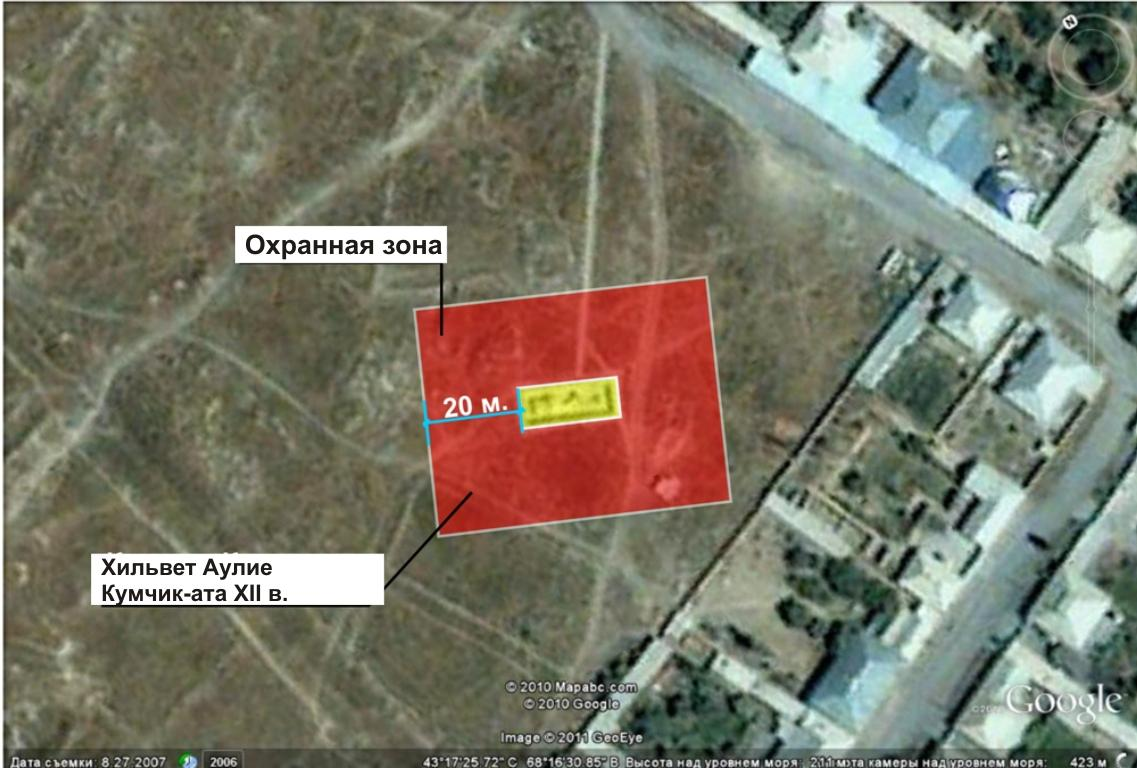 N
Охранная зона
20 м.
Хильвет Аулие
Кумчик-ата XII в.
© 2010 Mapabc.com
© 2010 Google
Image © 2011 GeoEye
Google
Дата съемки: 8 27 2007 2006 43°17'25 72" С 68°16'30.85" В Высота над уровнем моря: камеры над уровнем моря: 423 м